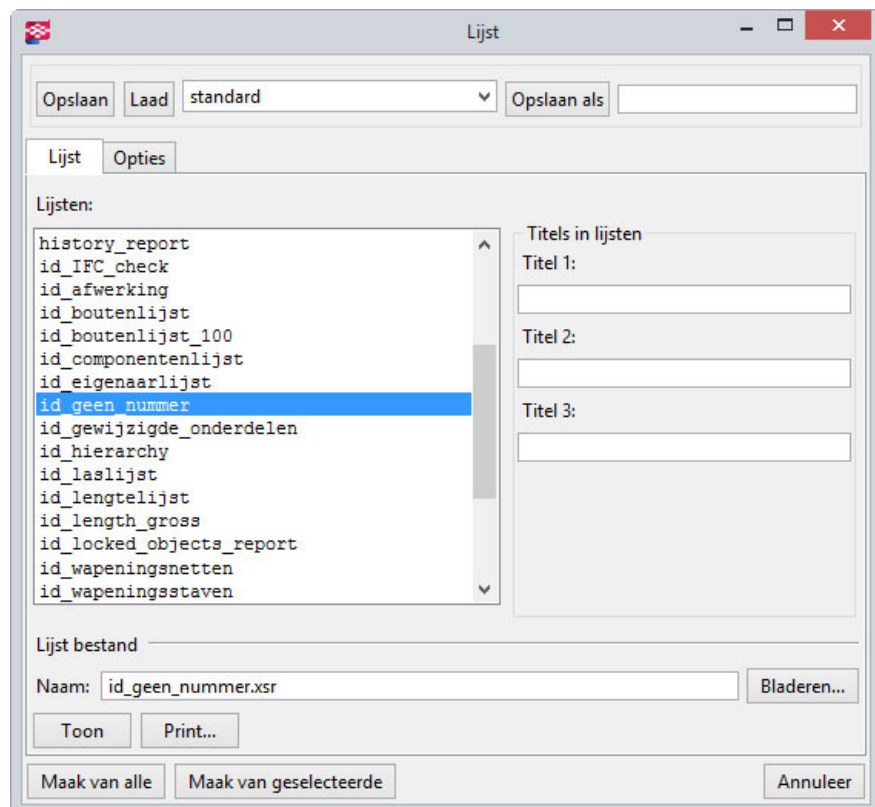 Lijst
Opslaan Laad standard Opslaan als
Lijst Opties
Lijsten:
history_report
id_IFC_check
id_afwerking
id_boutenlijst
id_boutenlijst_100
id_componentenlijst
id_eigenaarlijst
id_geen_nummer
id_gewijzigde_onderdelen
id_hierarchy
id_laslijst
id_lengtelijst
id_length_gross
id_locked_objects_report
id_wapeningsnetten
id_wapeningsstaven
Titels in lijsten
Titel 1:
Titel 2:
Titel 3:
Lijst bestand
Naam: id_geen_nummer.xsr Bladeren...
Toon Print...
Maak van alle Maak van geselecteerde Annuleer